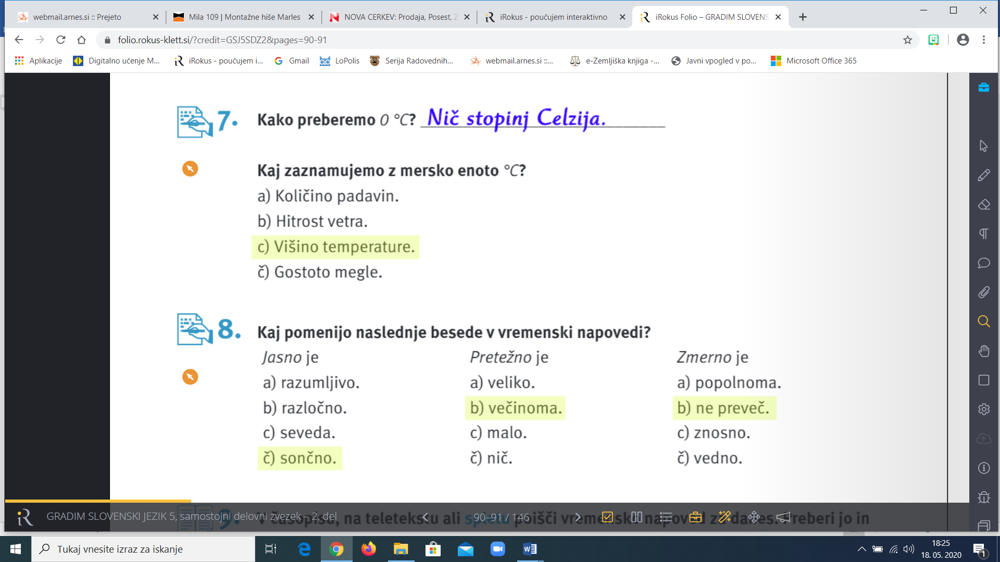 webmail.arnes.si :: Prejeto
Mila 109 | Montažne hiše Marles
NOVA CERKEV: Prodaja, Posest, Z
iRokus - poučujem interaktivno
iRokus Folio – GRADIM SLOVENS
folio.rokus-klett.si/?credit=GSJ5SDZ2&pages=90-91
Aplikacije
Digitalno učenje M...
iRokus - poučujem i...
Gmail
LoPolis
Serija Radovednih...
webmail.arnes.si ::...
e-Zemljiška knjiga -...
Javni vpogled v po...
Microsoft Office 365
7. Kako preberemo 0 °C? Nič stopinj Celzija.
Kaj zaznamujemo z mersko enoto °C?
a) Količino padavin.
b) Hitrost vetra.
c) Višino temperature.
č) Gostoto megle.
8. Kaj pomenijo naslednje besede v vremenski napovedi?
Jasno je
a) razumljivo.
b) razločno.
c) seveda.
č) sončno.
Pretežno je
a) veliko.
b) večinoma.
c) malo.
č) nič.
Zmerno je
a) popolnoma.
b) ne preveč.
c) znosno.
č) vedno.
9. V časopisu, na teletekstu ali spletu poišči vremensko napoved za danes. Preberi jo in
iR GRADIM SLOVENSKI JEZIK 5, samostojni delovni zvezek – 2. del
90–91 / 146
Tukaj vnesite izraz za iskanje
18:25
18. 05. 2020
1